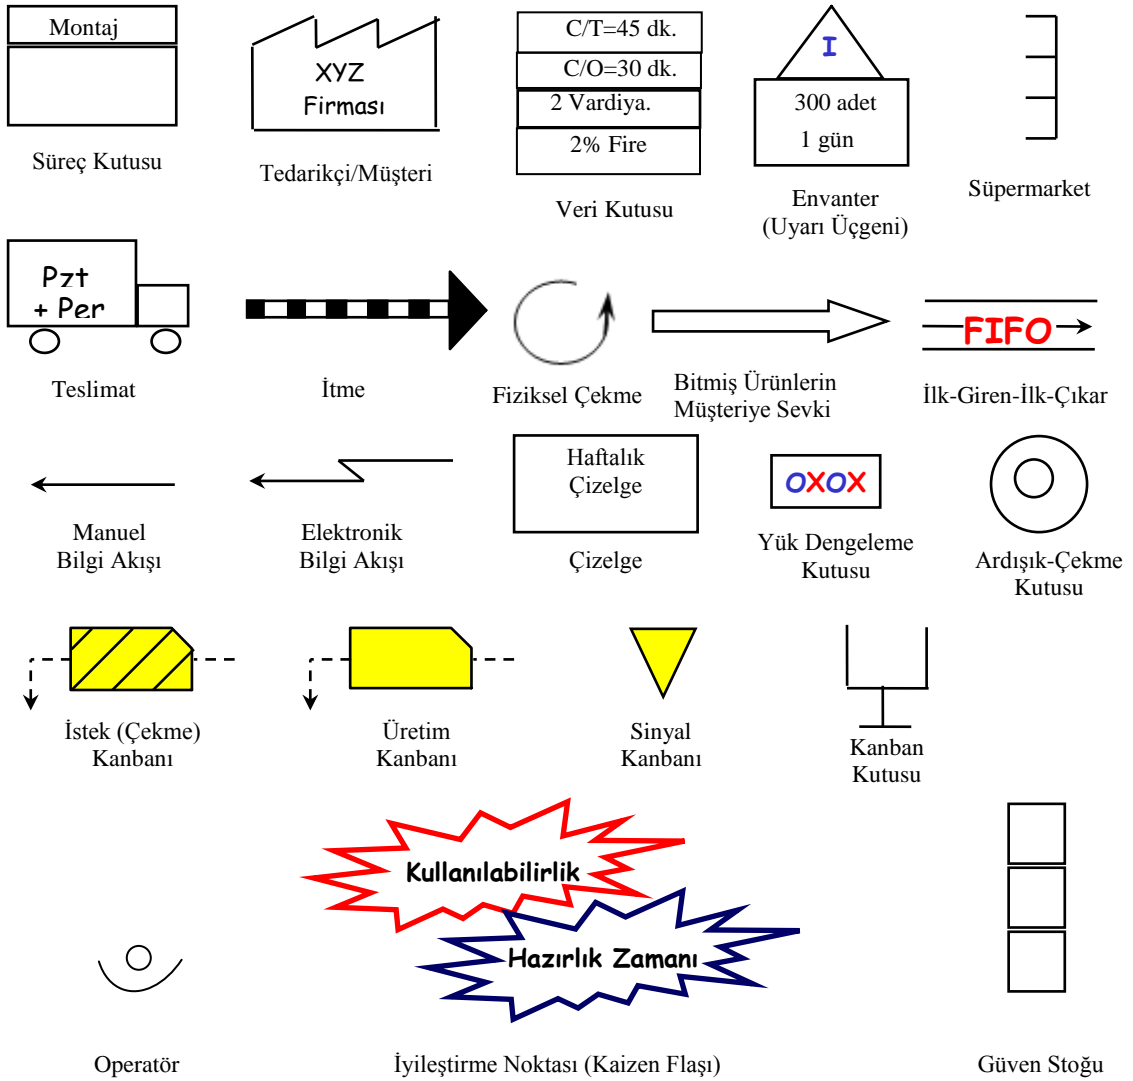 Montaj
Süreç Kutusu
XYZ
Firması
Tedarikçi/Müşteri
C/T=45 dk.
C/O=30 dk.
2 Vardiya.
2% Fire
Veri Kutusu
I
300 adet
1 gün
Envanter
(Uyarı Üçgeni)
Süpermarket
Pzt
+ Per
Teslimat
İtme
Fiziksel Çekme
Bitmiş Ürünlerin
Müşteriye Sevki
FIFO
İlk-Giren-İlk-Çıkar
Manuel
Bilgi Akışı
Elektronik
Bilgi Akışı
Haftalık
Çizelge
Çizelge
OXOX
Yük Dengeleme
Kutusu
Ardışık-Çekme
Kutusu
İstek (Çekme)
Kanbanı
Üretim
Kanbanı
Sinyal
Kanbanı
Kanban
Kutusu
Kullanılabilirlik
Hazırlık Zamanı
Operatör
İyileştirme Noktası (Kaizen Flaşı)
Güven Stoğu